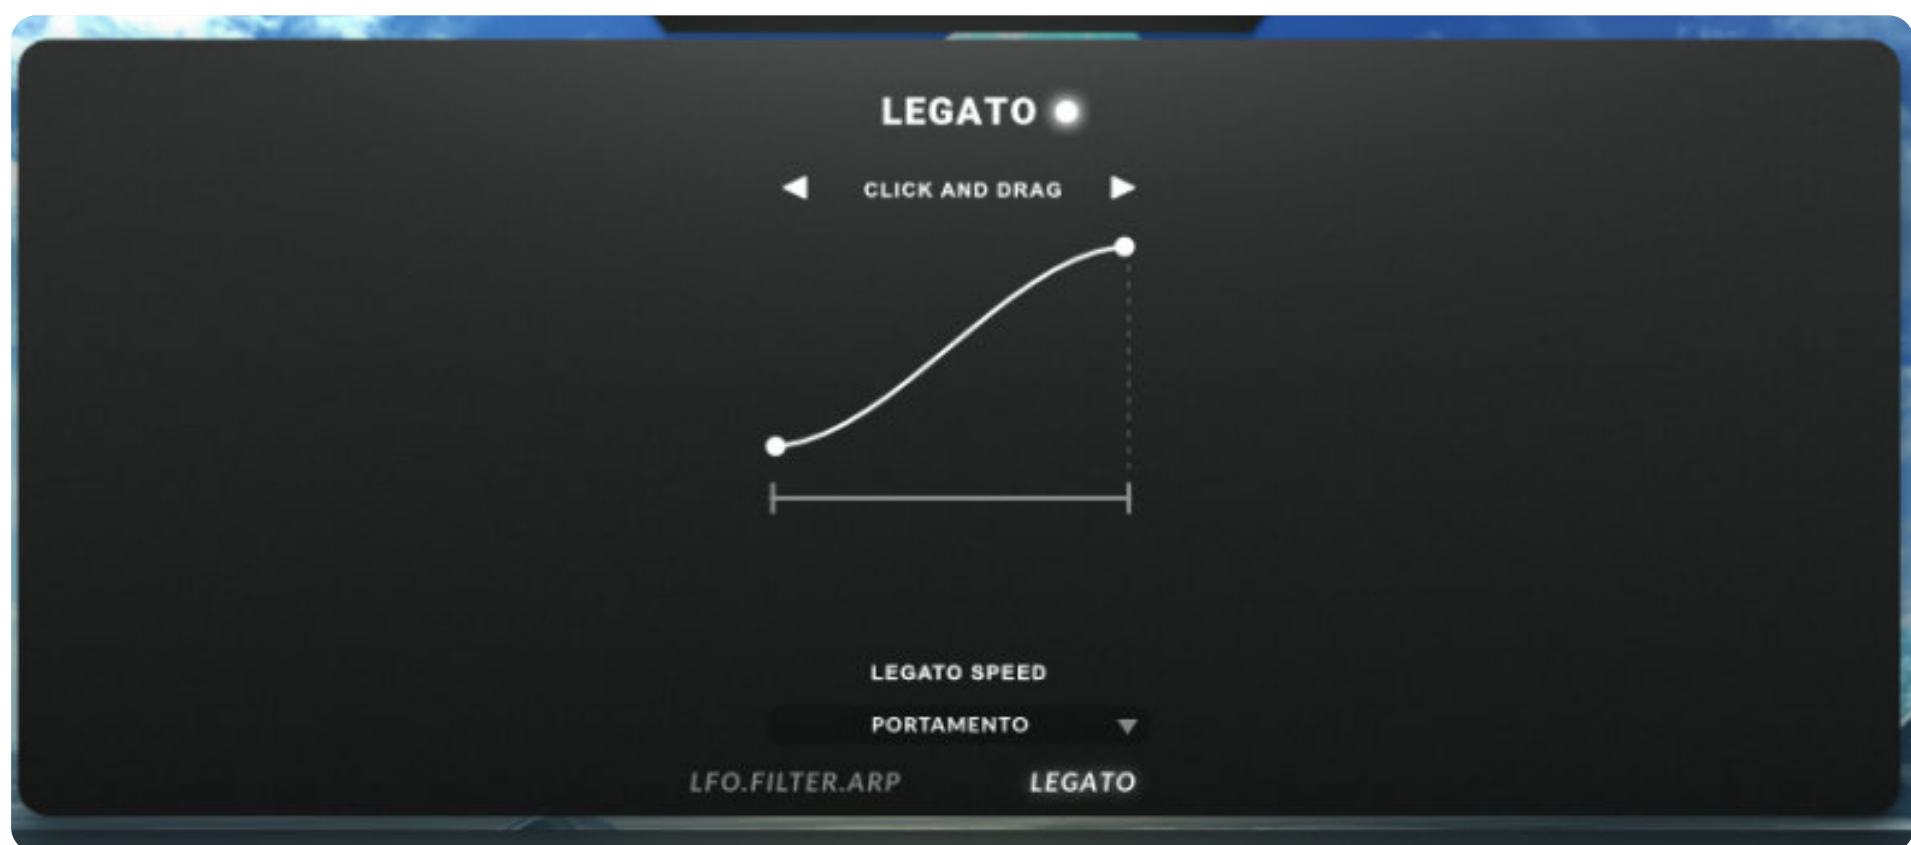 LEGATO
CLICK AND DRAG
LEGATO SPEED
PORTAMENTO
LFO.FILTER.ARP LEGATO